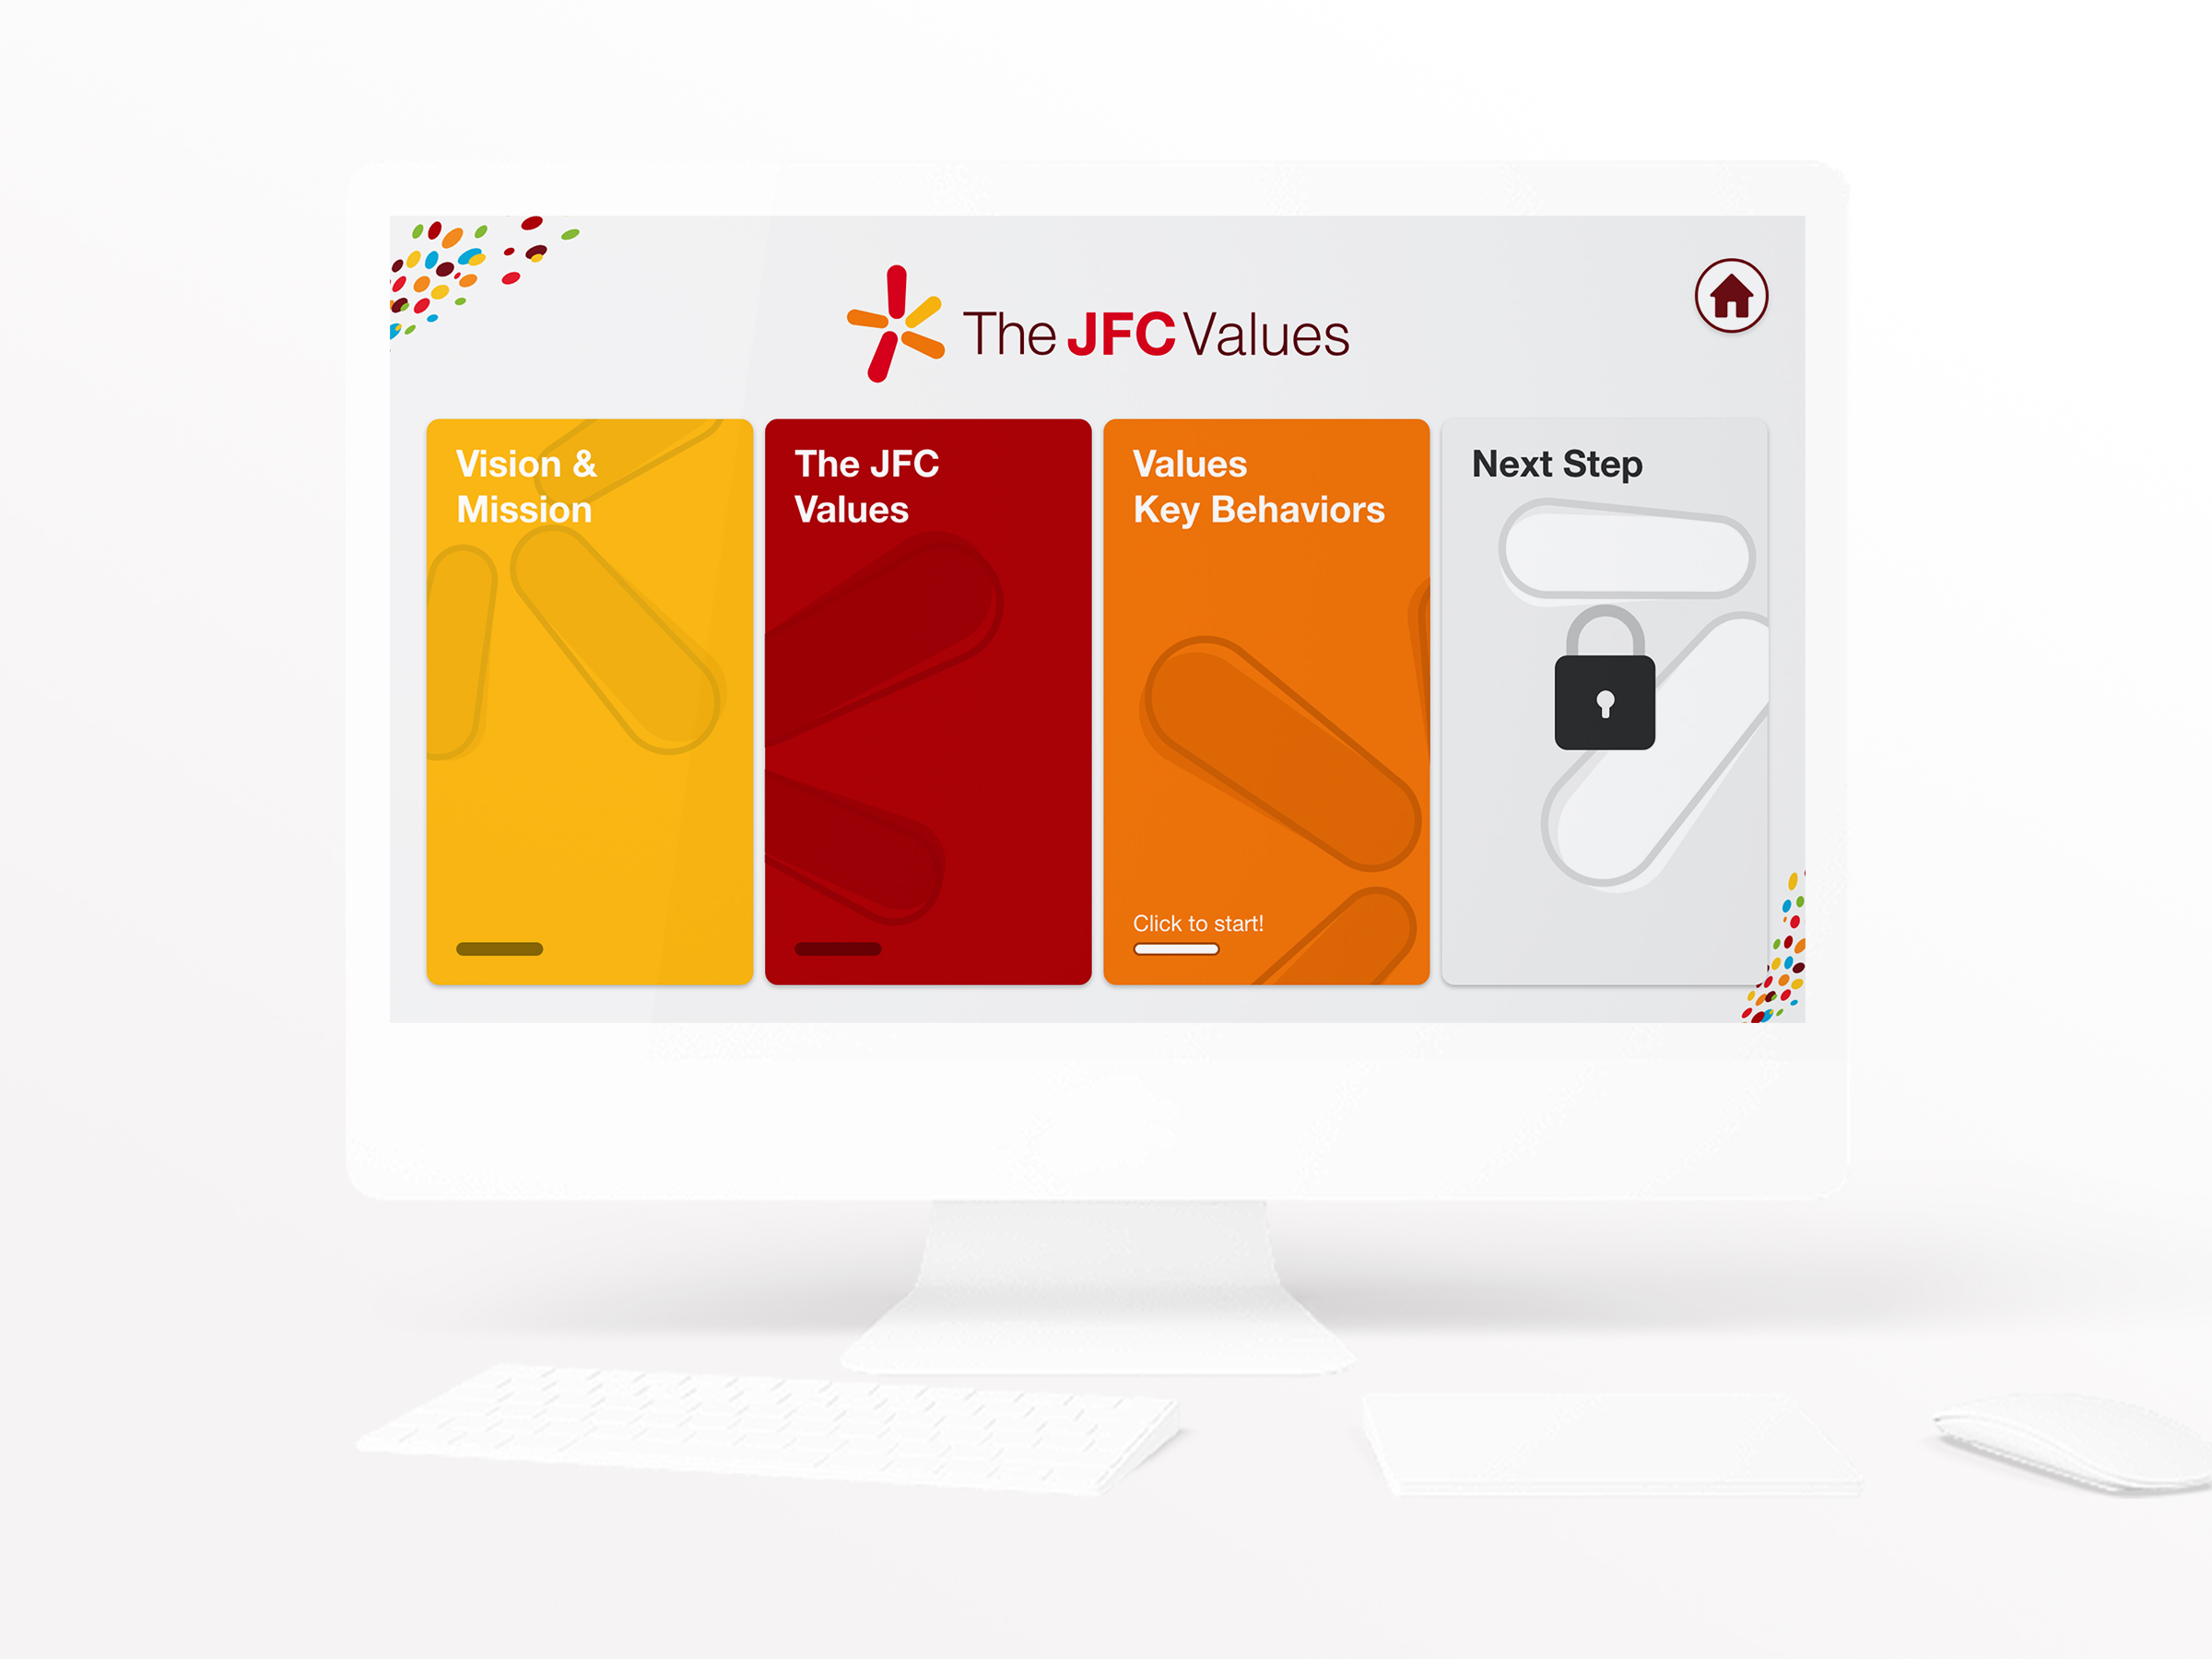 The JFC Values
Vision &
Mission
The JFC
Values
Values
Key Behaviors
Click to start!
Next Step